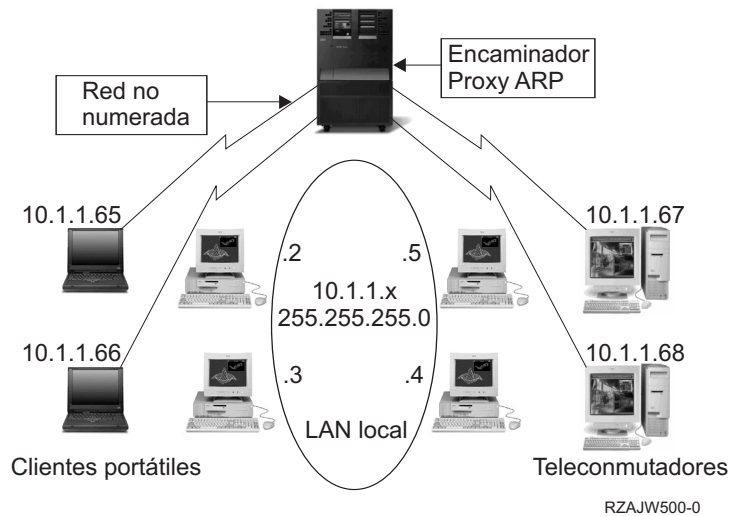 Encaminador
Proxy ARP
Red no
numerada
10.1.1.65
10.1.1.67
.2
.5
10.1.1.x
255.255.255.0
10.1.1.66
10.1.1.68
.3
.4
LAN local
Clientes portátiles
Teleconmutadores
RZAJW500-0